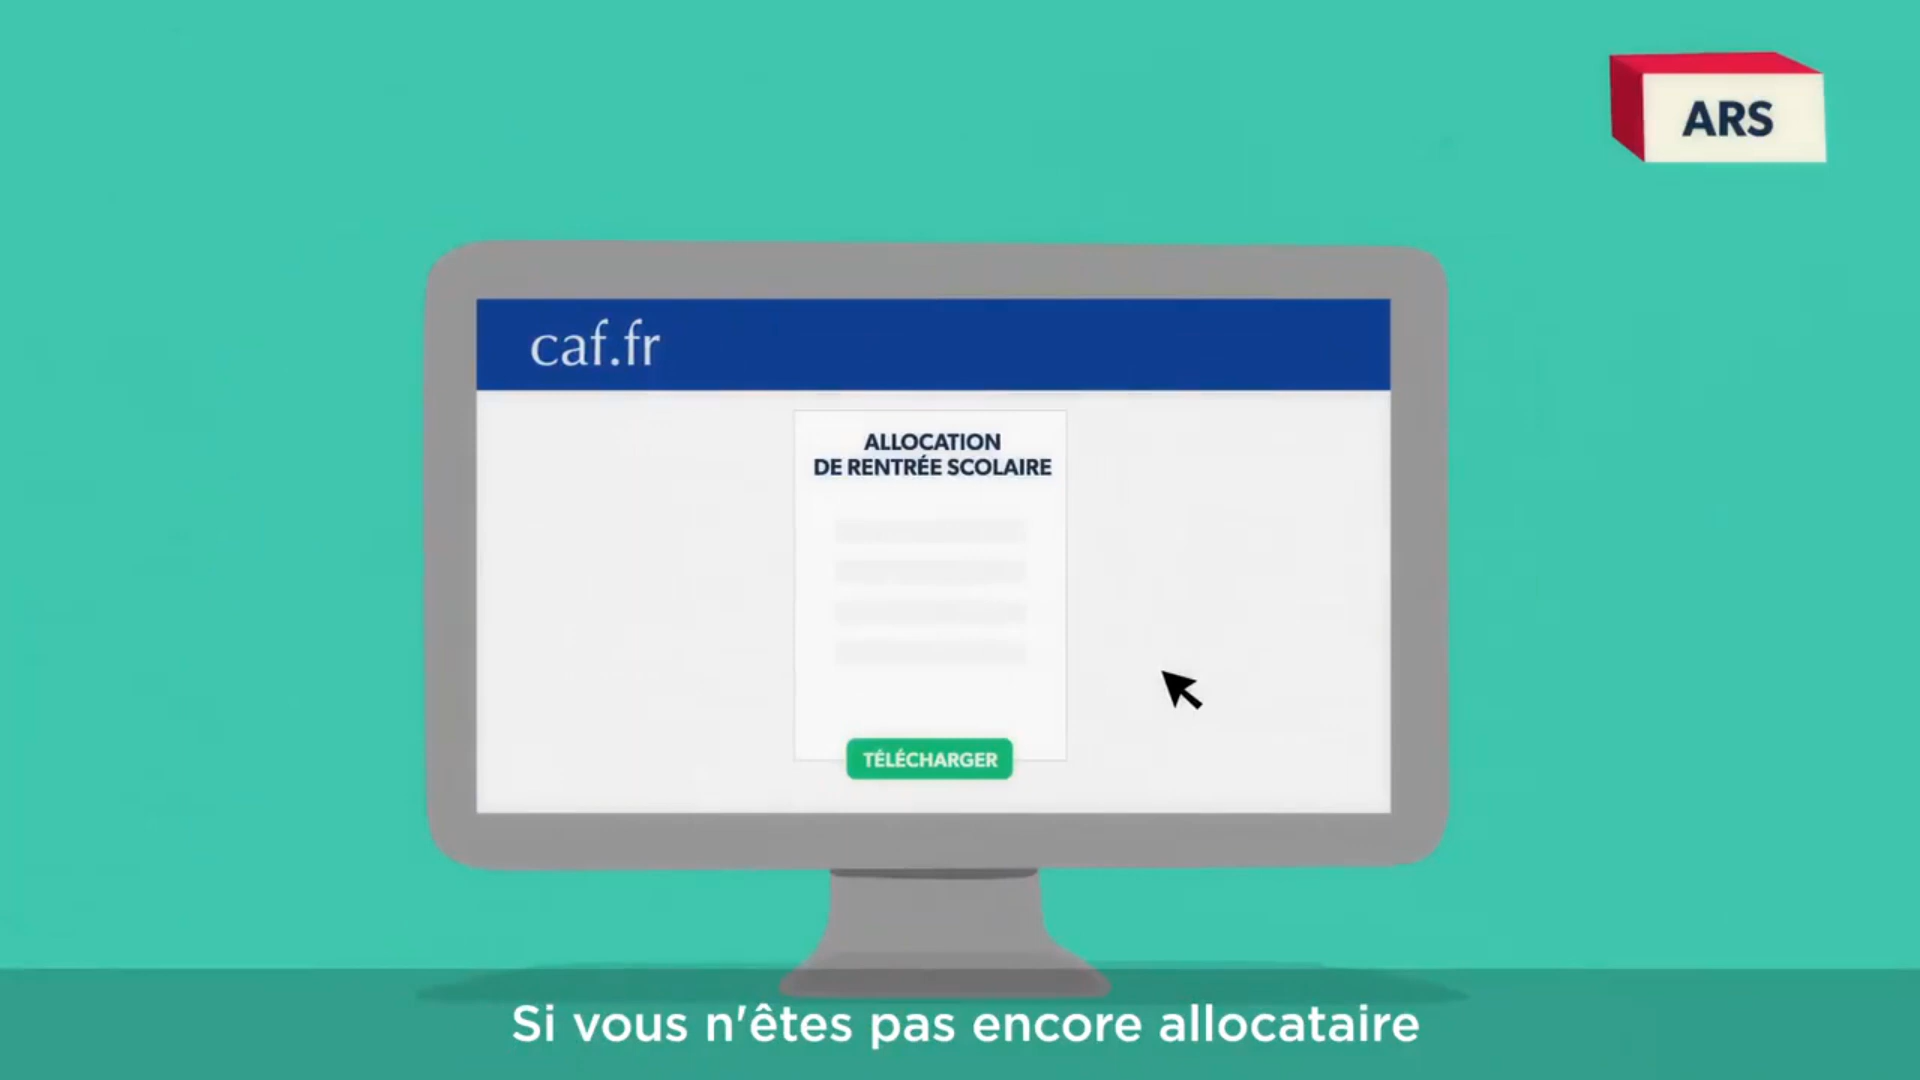 ARS
caf.fr
ALLOCATION
DE RENTRÉE SCOLAIRE
TÉLÉCHARGER
Si vous n'êtes pas encore allocataire